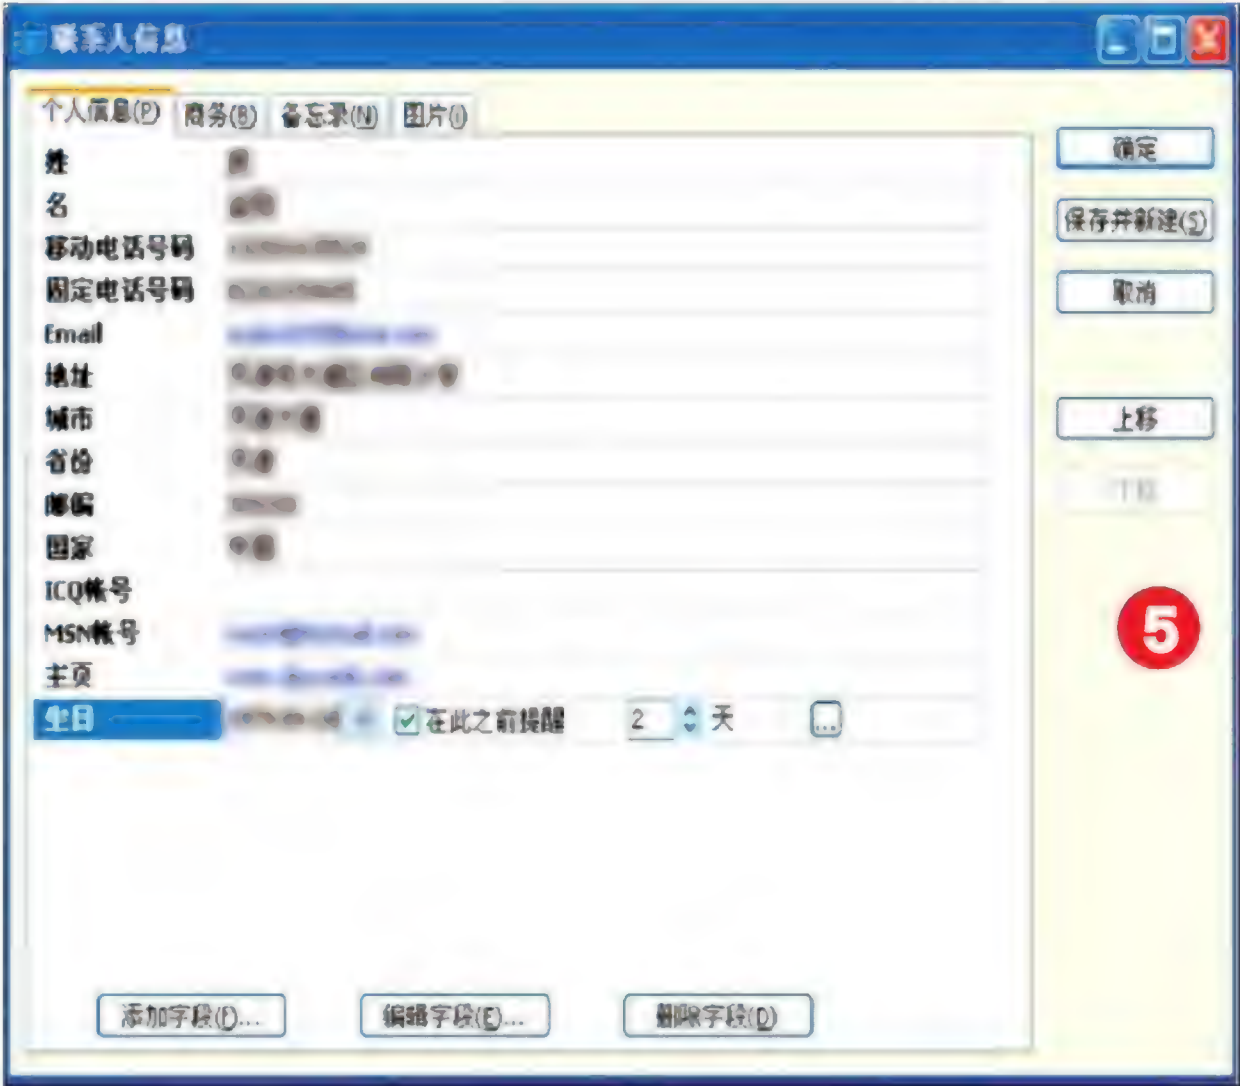 联系人信息
个人信息(P) 商务(B) 备忘录(N) 图片(I)
姓
名
移动电话号码
固定电话号码
Email
地址
城市
省份
邮编
国家
ICQ帐号
MSN帐号
主页
生日 在此之前提醒 2 天 ...
确定
保存并新建(S)
取消
上移
下移
5
添加字段(F)... 编辑字段(E)... 删除字段(D)